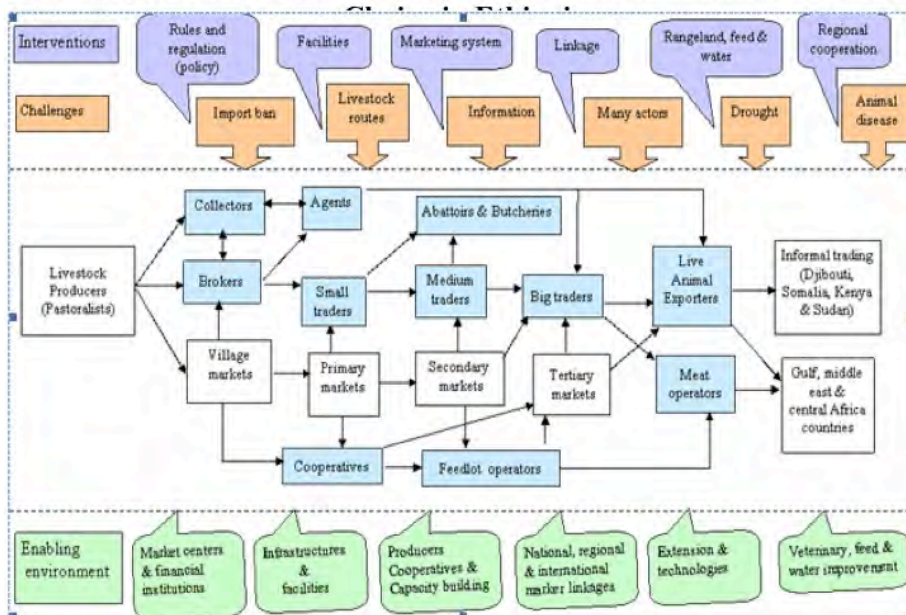 Interventions
Rules and
regulation
(policy)
Facilities
Marketing system
Linkage
Rangeland, feed &
water
Regional
cooperation
Challenges
Import ban
Livestock
routes
Information
Many actors
Drought
Animal
disease
Collectors
Agents
Abattoirs & Butcheries
Livestock
Producers
(Pastoralists)
Brokers
Small
traders
Medium
traders
Big traders
Live
Animal
Exporters
Informal trading
(Djibouti,
Somalia, Kenya
& Sudan)
Village
markets
Primary
markets
Secondary
markets
Tertiary
markets
Meat
operators
Gulf, middle
east &
central Africa
countries
Cooperatives
Feedlot operators
Enabling
environment
Market centers
& financial
institutions
Infrastructures
&
facilities
Producers
Cooperatives &
Capacity building
National, regional
& international
marker linkages
Extension &
technologies
Veterinary, feed &
water improvement